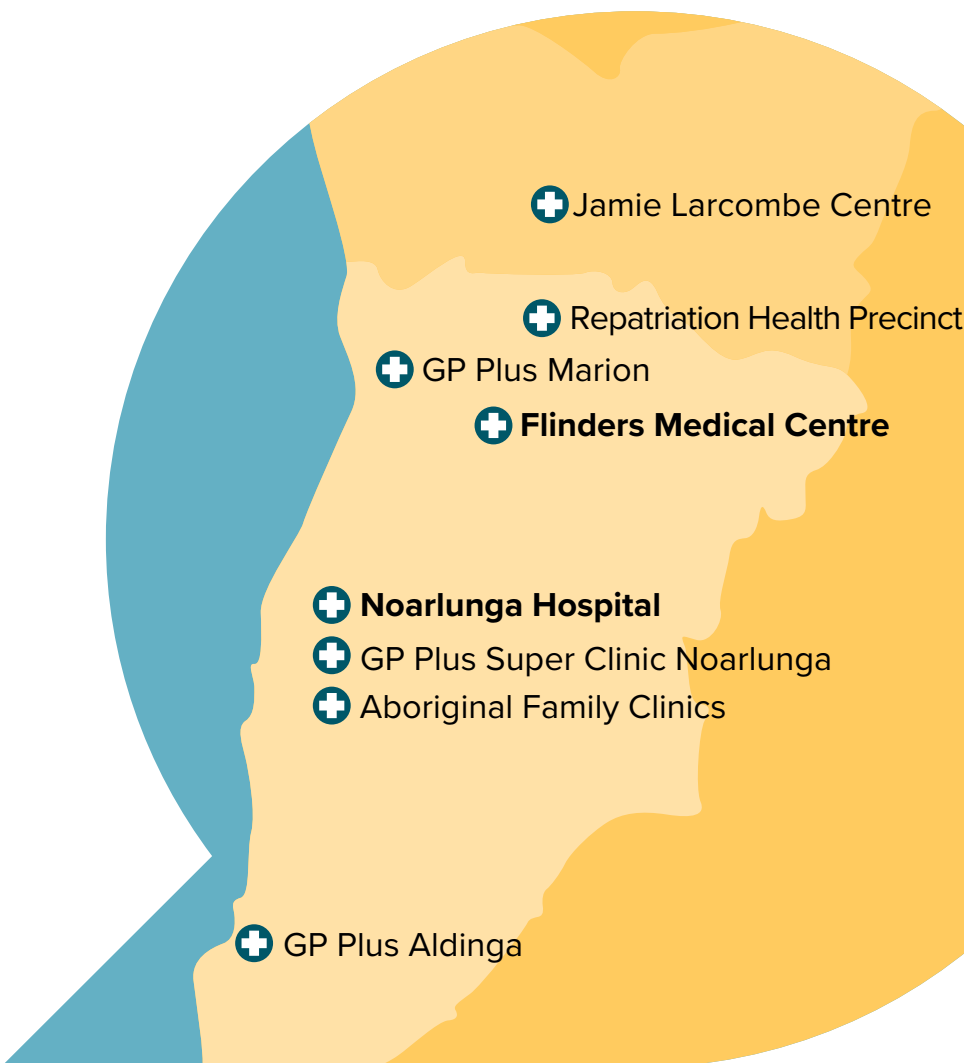 Jamie Larcombe Centre
Repatriation Health Precinct
GP Plus Marion
Flinders Medical Centre
Noarlunga Hospital
GP Plus Super Clinic Noarlunga
Aboriginal Family Clinics
GP Plus Aldinga